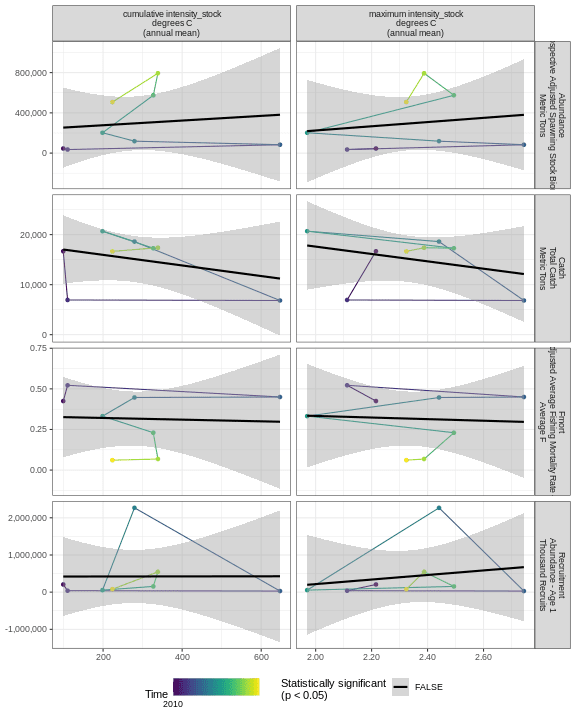 cumulative intensity_stock
degrees C
(annual mean)
maximum intensity_stock
degrees C
(annual mean)
800,000
400,000
0
Abundance
Adjusted Spawning Stock
Metric Tons
20,000
10,000
0
Catch
Total Catch
Metric Tons
0.75
0.50
0.25
0.00
Fmort
Average Fishing Mortality Rate
Average F
2,000,000
1,000,000
0
-1,000,000
Recruitment
Abundance - Age 1
Thousand Recruits
200
400
600
2.00
2.20
2.40
2.60
Time
2010
Statistically significant
(p < 0.05)
FALSE